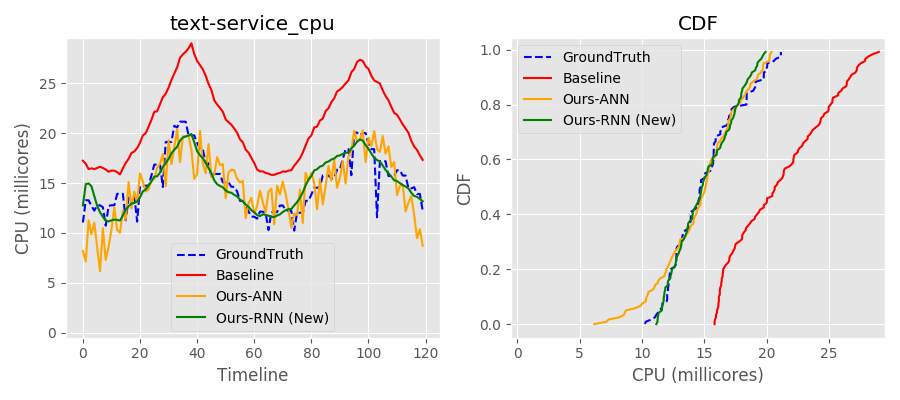 text-service_cpu
CPU (millicores)
25
20
15
10
5
0
GroundTruth
Baseline
Ours-ANN
Ours-RNN (New)
0 20 40 60 80 100 120
Timeline
CDF
CDF
1.0
0.8
0.6
0.4
0.2
0.0
GroundTruth
Baseline
Ours-ANN
Ours-RNN (New)
0 5 10 15 20 25
CPU (millicores)